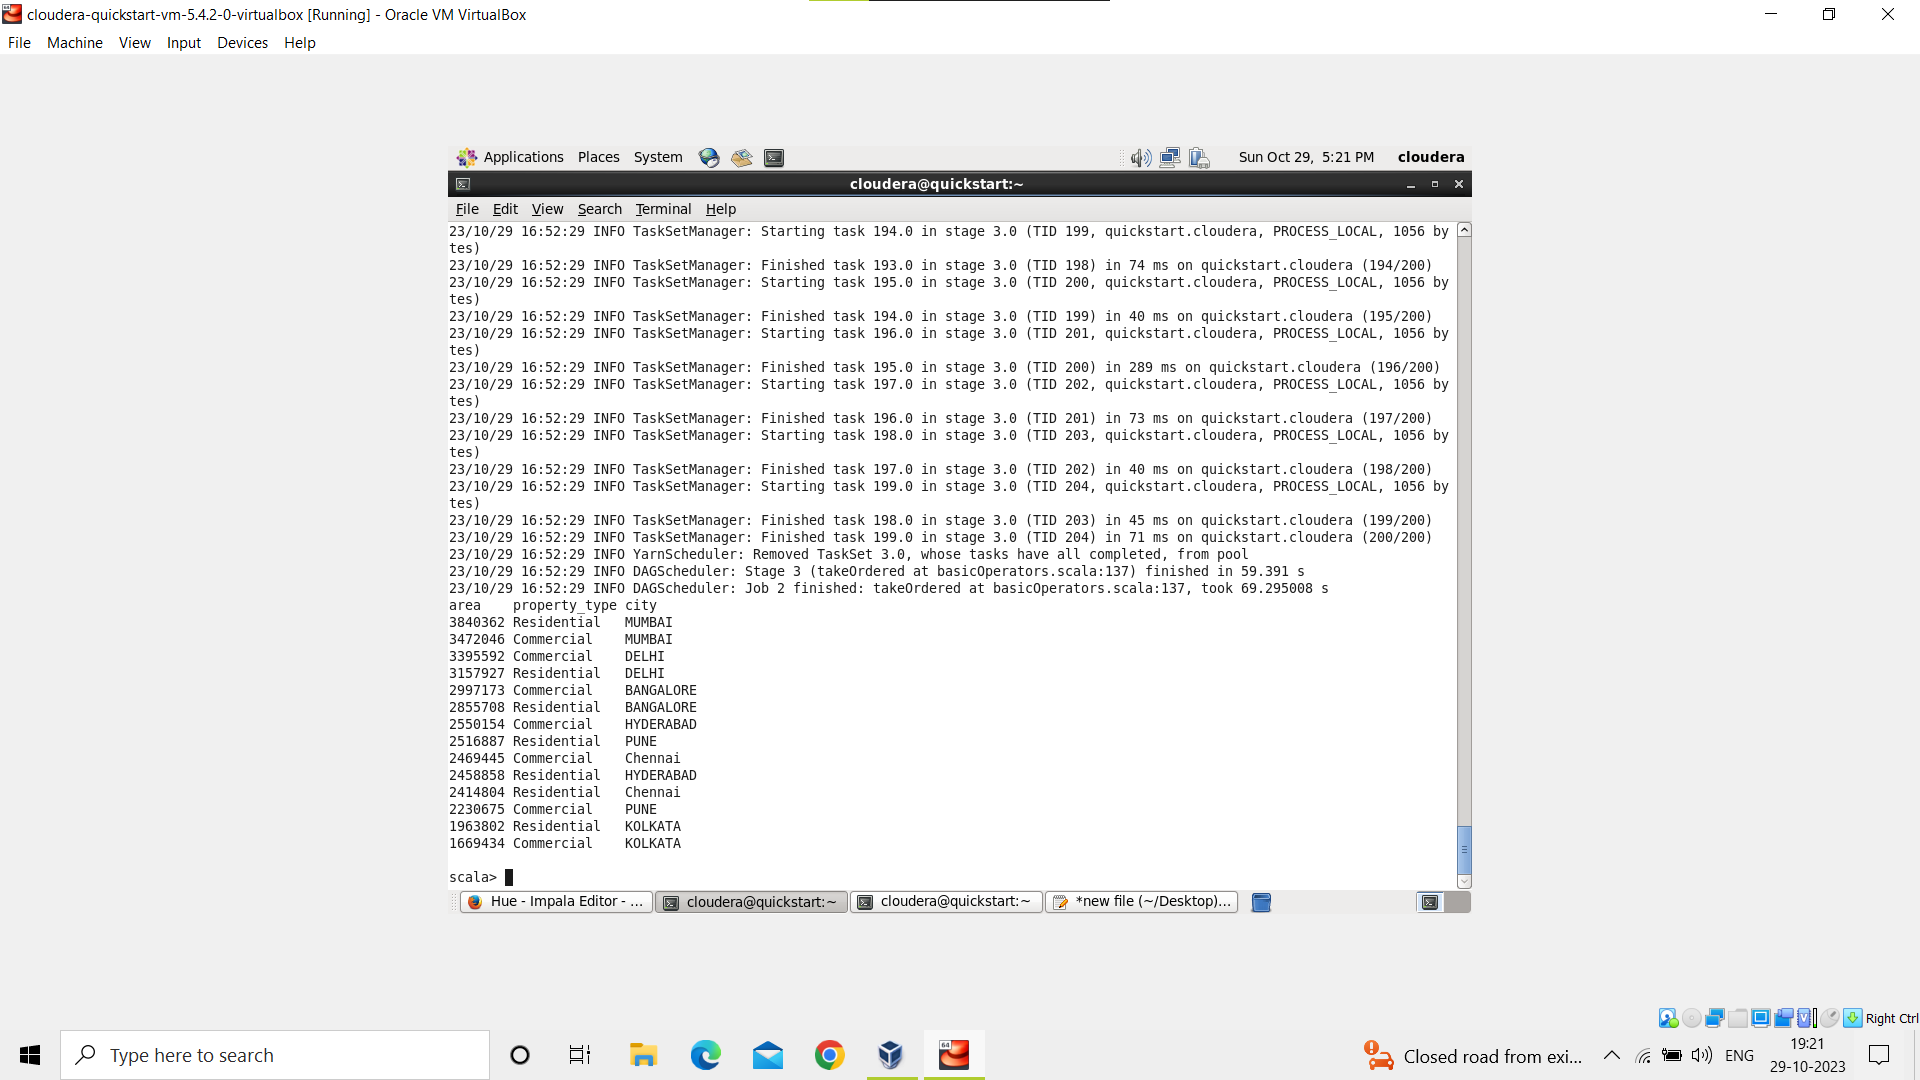 cloudera-quickstart-vm-5.4.2-0-virtualbox [Running] - Oracle VM VirtualBox
File Machine View Input Devices Help
Applications Places System Sun Oct 29, 5:21 PM cloudera
cloudera@quickstart:~
File Edit View Search Terminal Help
23/10/29 16:52:29 INFO TaskSetManager: Starting task 194.0 in stage 3.0 (TID 199, quickstart.cloudera, PROCESS_LOCAL, 1056 by
tes)
23/10/29 16:52:29 INFO TaskSetManager: Finished task 193.0 in stage 3.0 (TID 198) in 74 ms on quickstart.cloudera (194/200)
23/10/29 16:52:29 INFO TaskSetManager: Starting task 195.0 in stage 3.0 (TID 200, quickstart.cloudera, PROCESS_LOCAL, 1056 by
tes)
23/10/29 16:52:29 INFO TaskSetManager: Finished task 194.0 in stage 3.0 (TID 199) in 40 ms on quickstart.cloudera (195/200)
23/10/29 16:52:29 INFO TaskSetManager: Starting task 196.0 in stage 3.0 (TID 201, quickstart.cloudera, PROCESS_LOCAL, 1056 by
tes)
23/10/29 16:52:29 INFO TaskSetManager: Finished task 195.0 in stage 3.0 (TID 200) in 289 ms on quickstart.cloudera (196/200)
23/10/29 16:52:29 INFO TaskSetManager: Starting task 197.0 in stage 3.0 (TID 202, quickstart.cloudera, PROCESS_LOCAL, 1056 by
tes)
23/10/29 16:52:29 INFO TaskSetManager: Finished task 196.0 in stage 3.0 (TID 201) in 73 ms on quickstart.cloudera (197/200)
23/10/29 16:52:29 INFO TaskSetManager: Starting task 198.0 in stage 3.0 (TID 203, quickstart.cloudera, PROCESS_LOCAL, 1056 by
tes)
23/10/29 16:52:29 INFO TaskSetManager: Finished task 197.0 in stage 3.0 (TID 202) in 40 ms on quickstart.cloudera (198/200)
23/10/29 16:52:29 INFO TaskSetManager: Starting task 199.0 in stage 3.0 (TID 204, quickstart.cloudera, PROCESS_LOCAL, 1056 by
tes)
23/10/29 16:52:29 INFO TaskSetManager: Finished task 198.0 in stage 3.0 (TID 203) in 45 ms on quickstart.cloudera (199/200)
23/10/29 16:52:29 INFO TaskSetManager: Finished task 199.0 in stage 3.0 (TID 204) in 71 ms on quickstart.cloudera (200/200)
23/10/29 16:52:29 INFO YarnScheduler: Removed TaskSet 3.0, whose tasks have all completed, from pool
23/10/29 16:52:29 INFO DAGScheduler: Stage 3 (takeOrdered at basicOperators.scala:137) finished in 59.391 s
23/10/29 16:52:29 INFO DAGScheduler: Job 2 finished: takeOrdered at basicOperators.scala:137, took 69.295008 s
area property_type city
3840362 Residential MUMBAI
3472046 Commercial MUMBAI
3395592 Commercial DELHI
3157927 Residential DELHI
2997173 Commercial BANGALORE
2855708 Residential BANGALORE
2550154 Commercial HYDERABAD
2516887 Residential PUNE
2469445 Commercial Chennai
2458858 Residential HYDERABAD
2414804 Residential Chennai
2230675 Commercial PUNE
1963802 Residential KOLKATA
1669434 Commercial KOLKATA
scala>
Hue - Impala Editor - ... cloudera@quickstart:~ cloudera@quickstart:~ *new file (~/Desktop)...
Right Ctrl
Type here to search
64
Closed road from exi... ENG
19:21
29-10-2023